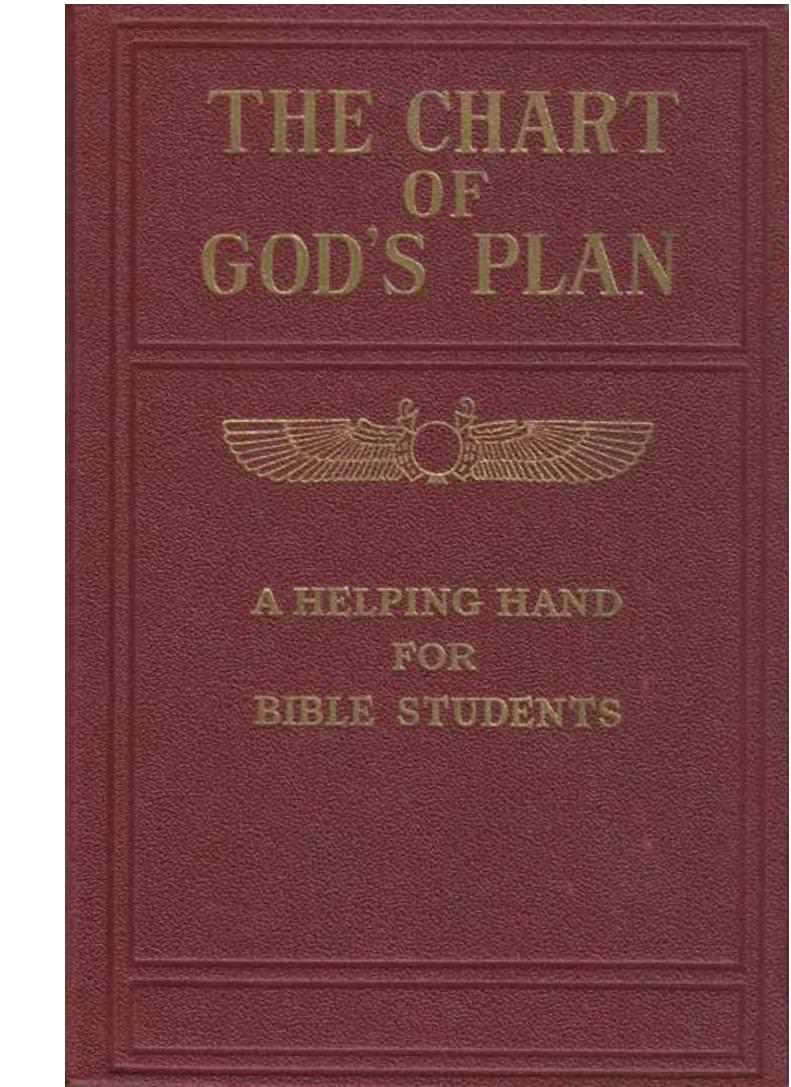 THE CHART
OF
GOD'S PLAN
A HELPING HAND
FOR
BIBLE STUDENTS